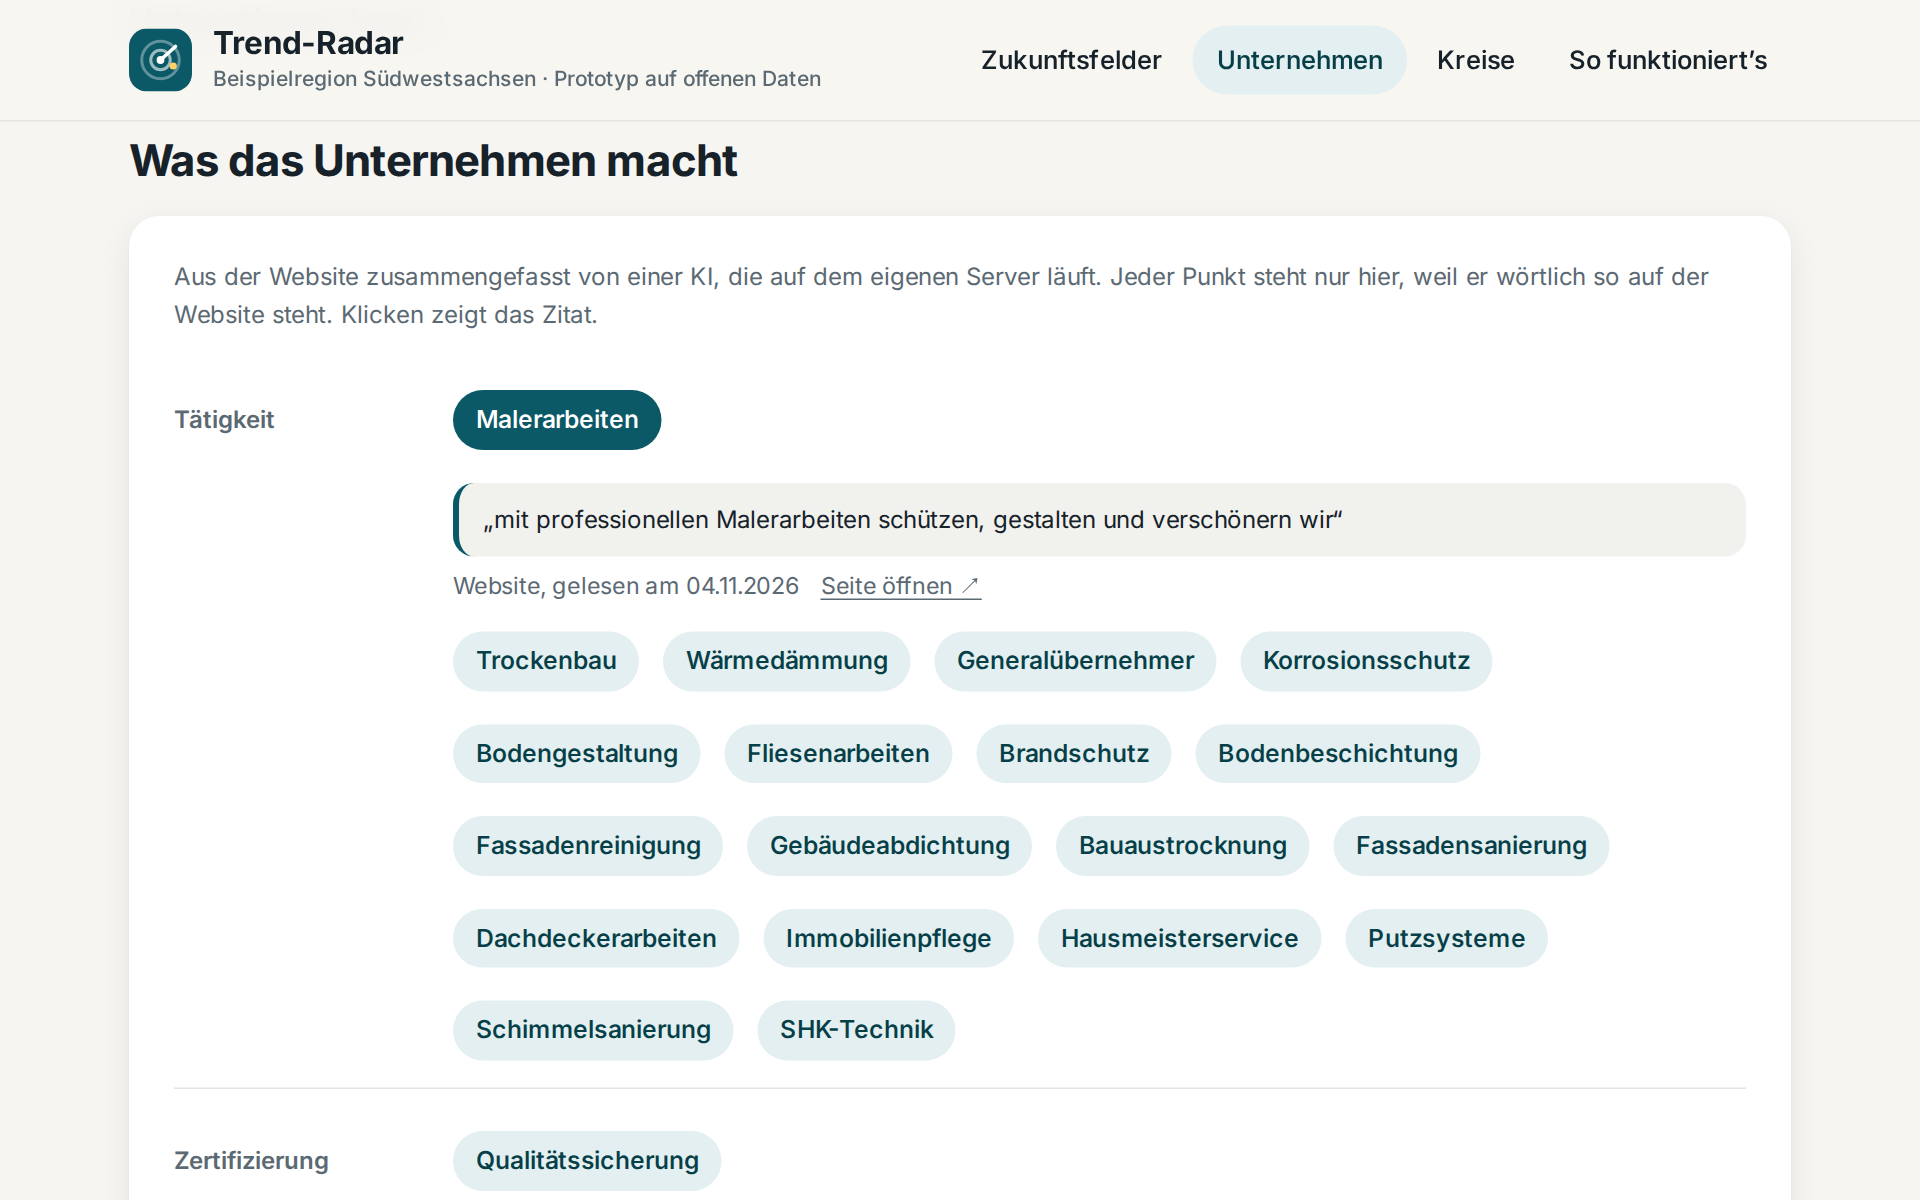 Trend-Radar
Beispielregion Südwestsachsen · Prototyp auf offenen Daten
Zukunftsfelder
Unternehmen
Kreise
So funktioniert’s
Was das Unternehmen macht
Aus der Website zusammengefasst von einer KI, die auf dem eigenen Server läuft. Jeder Punkt steht nur hier, weil er wörtlich so auf der
Website steht. Klicken zeigt das Zitat.
Tätigkeit
Malerarbeiten
„mit professionellen Malerarbeiten schützen, gestalten und verschönern wir“
Website, gelesen am 04.11.2026 Seite öffnen ↗
Trockenbau
Wärmedämmung
Generalübernehmer
Korrosionsschutz
Bodengestaltung
Fliesenarbeiten
Brandschutz
Bodenbeschichtung
Fassadenreinigung
Gebäudeabdichtung
Bauaustrocknung
Fassadensanierung
Dachdeckerarbeiten
Immobilienpflege
Hausmeisterservice
Putzsysteme
Schimmelsanierung
SHK-Technik
Zertifizierung
Qualitätssicherung